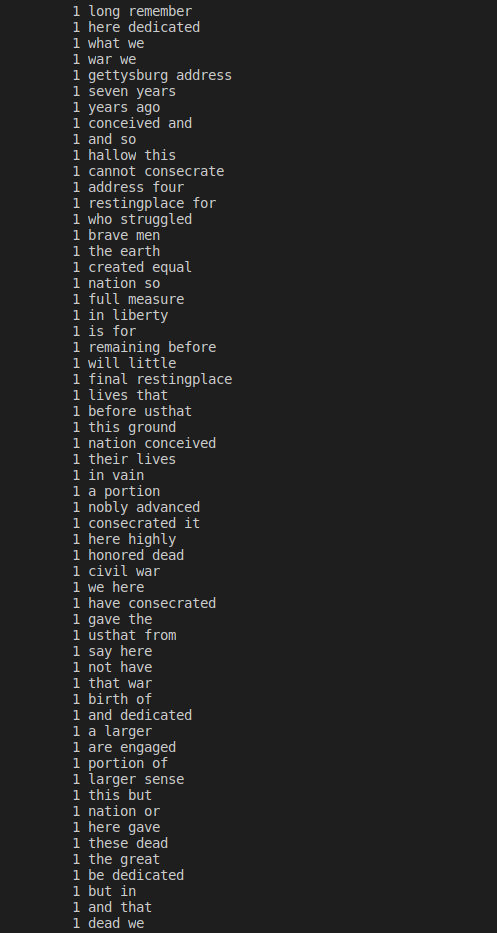 1 long remember
1 here dedicated
1 what we
1 war we
1 gettysburg address
1 seven years
1 years ago
1 conceived and
1 and so
1 hallow this
1 cannot consecrate
1 address four
1 restingplace for
1 who struggled
1 brave men
1 the earth
1 created equal
1 nation so
1 full measure
1 in liberty
1 is for
1 remaining before
1 will little
1 final restingplace
1 lives that
1 before usthat
1 this ground
1 nation conceived
1 their lives
1 in vain
1 a portion
1 nobly advanced
1 consecrated it
1 here highly
1 honored dead
1 civil war
1 we here
1 have consecrated
1 gave the
1 usthat from
1 say here
1 not have
1 that war
1 birth of
1 and dedicated
1 a larger
1 are engaged
1 portion of
1 larger sense
1 this but
1 nation or
1 here gave
1 these dead
1 the great
1 be dedicated
1 but in
1 and that
1 dead we